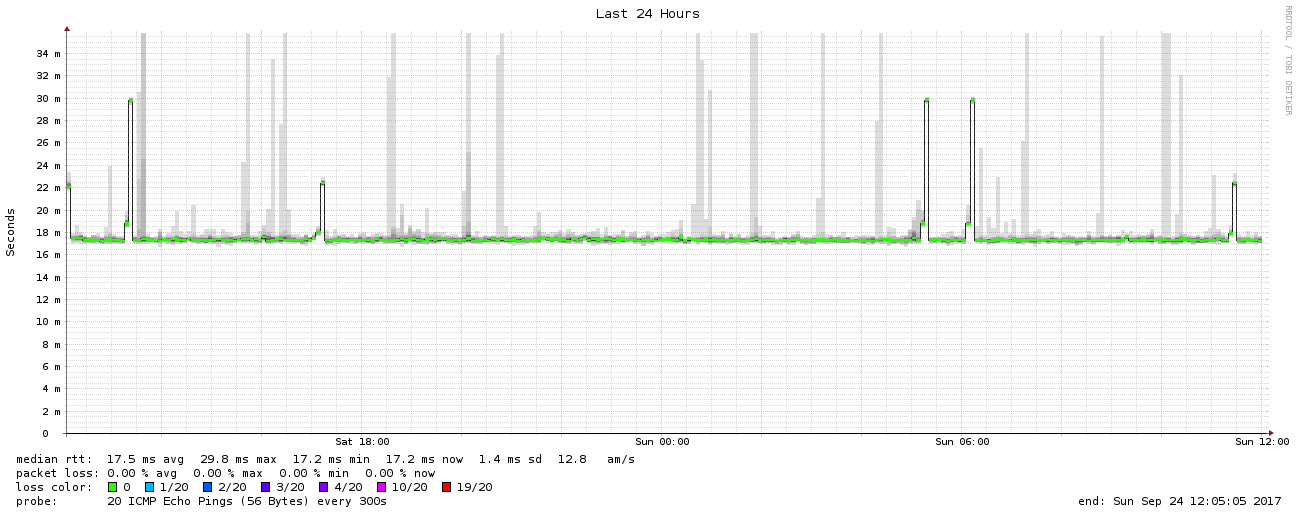 Last 24 Hours
RRDTOOL / TOBI OETIKER
Seconds
34 m
32 m
30 m
28 m
26 m
24 m
22 m
20 m
18 m
16 m
14 m
12 m
10 m
8 m
6 m
4 m
2 m
0
Sat 18:00 Sun 00:00 Sun 06:00 Sun 12:00
median rtt: 17.5 ms avg 29.8 ms max 17.2 ms min 17.2 ms now 1.4 ms sd 12.8 am/s
packet loss: 0.00 % avg 0.00 % max 0.00 % min 0.00 % now
loss color: 0 1/20 2/20 3/20 4/20 10/20 19/20
probe: 20 ICMP Echo Pings (56 Bytes) every 300s end: Sun Sep 24 12:05:05 2017